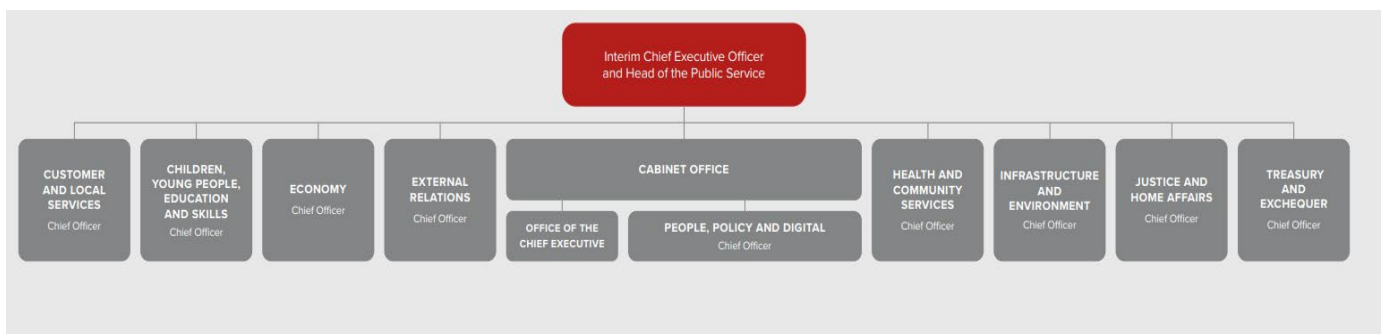 Interim Chief Executive Officer
and Head of the Public Service
CUSTOMER
AND LOCAL
SERVICES
Chief Officer
CHILDREN,
YOUNG PEOPLE,
EDUCATION
AND SKILLS
Chief Officer
ECONOMY
Chief Officer
EXTERNAL
RELATIONS
Chief Officer
CABINET OFFICE
OFFICE OF THE
CHIEF EXECUTIVE
PEOPLE, POLICY AND DIGITAL
Chief Officer
HEALTH AND
COMMUNITY
SERVICES
Chief Officer
INFRASTRUCTURE
AND
ENVIRONMENT
Chief Officer
JUSTICE AND
HOME AFFAIRS
Chief Officer
TREASURY
AND
EXCHEQUER
Chief Officer